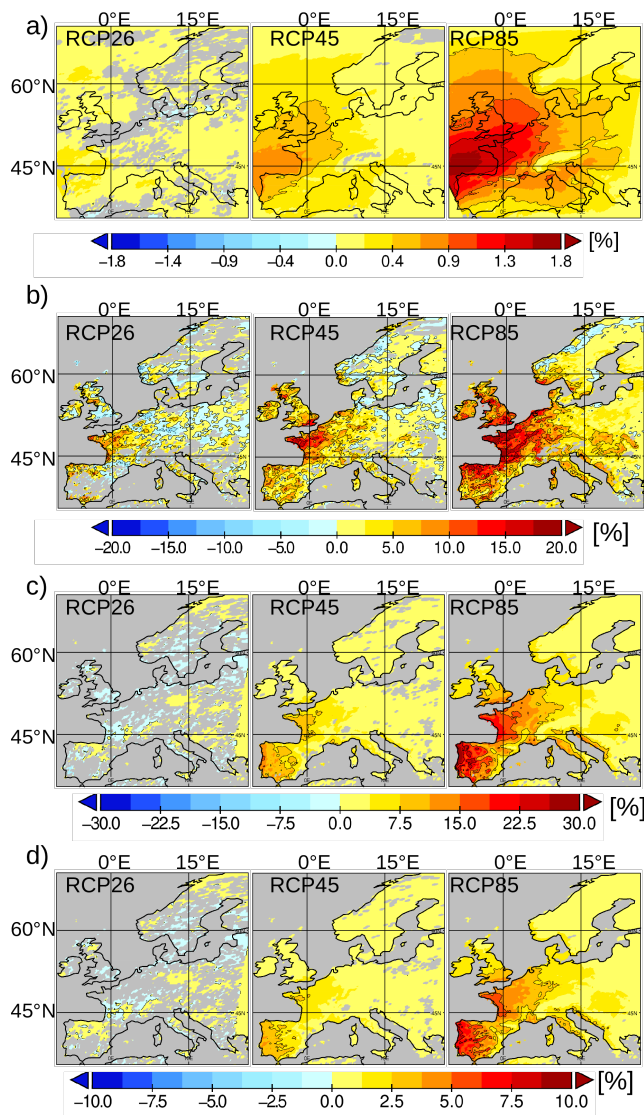 a)
0°E 15°E 0°E 15°E 0°E 15°E
RCP26 RCP45 RCP85
60°N
45°N
−1.8 −1.4 −0.9 −0.4 0.0 0.4 0.9 1.3 1.8 [%]
b)
0°E 15°E 0°E 15°E 0°E 15°E
RCP26 RCP45 RCP85
60°N
45°N
−20.0 −15.0 −10.0 −5.0 0.0 5.0 10.0 15.0 20.0 [%]
c)
0°E 15°E 0°E 15°E 0°E 15°E
RCP26 RCP45 RCP85
60°N
45°N
−30.0 −22.5 −15.0 −7.5 0.0 7.5 15.0 22.5 30.0 [%]
d)
0°E 15°E 0°E 15°E 0°E 15°E
RCP26 RCP45 RCP85
60°N
45°N
−10.0 −7.5 −5.0 −2.5 0.0 2.5 5.0 7.5 10.0 [%]